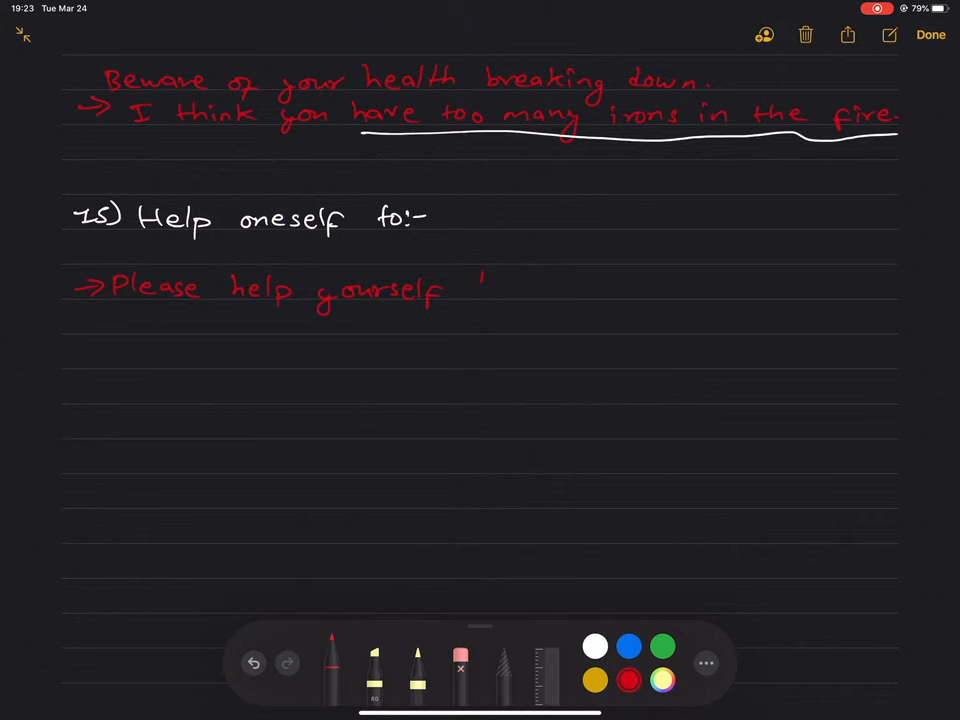 19:23 Tue Mar 24
79%
Done
Beware of your health breaking down.
→ I think you have too many irons in the fire.
15) Help oneself to:-
→ Please help yourself
80